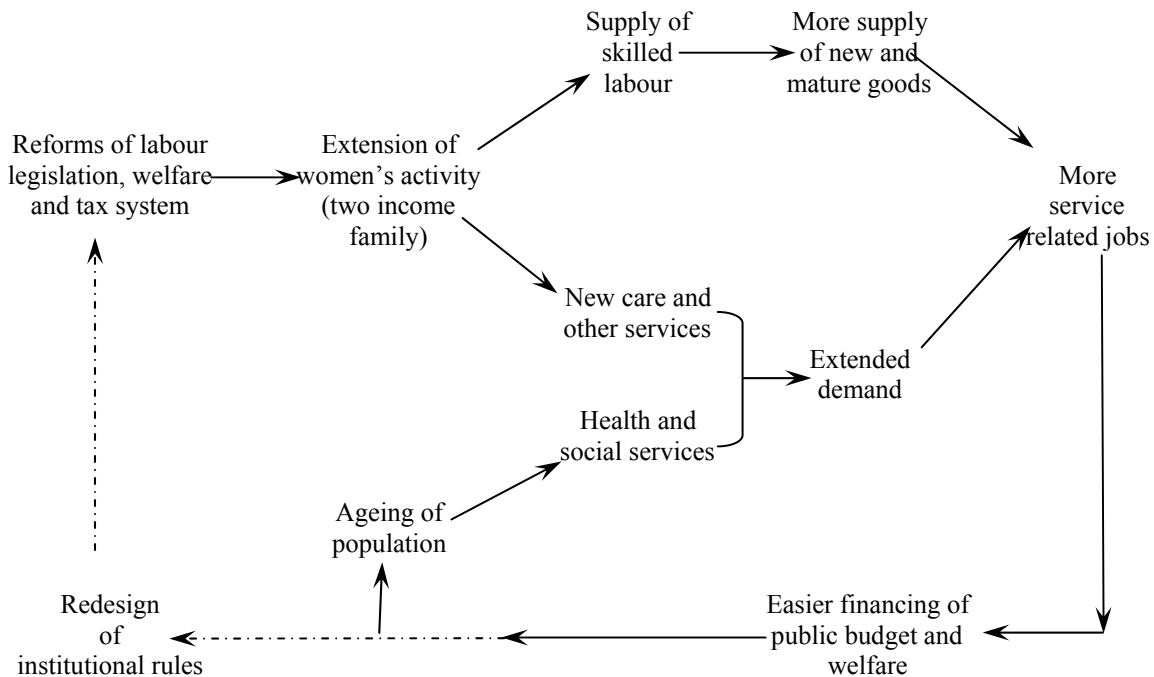 Supply of
skilled
labour
More supply
of new and
mature goods
Reforms of labour
legislation, welfare
and tax system
Extension of
women’s activity
(two income
family)
More
service
related jobs
New care and
other services
Extended
demand
Health and
social services
Ageing of
population
Redesign
of
institutional rules
Easier financing of
public budget and
welfare